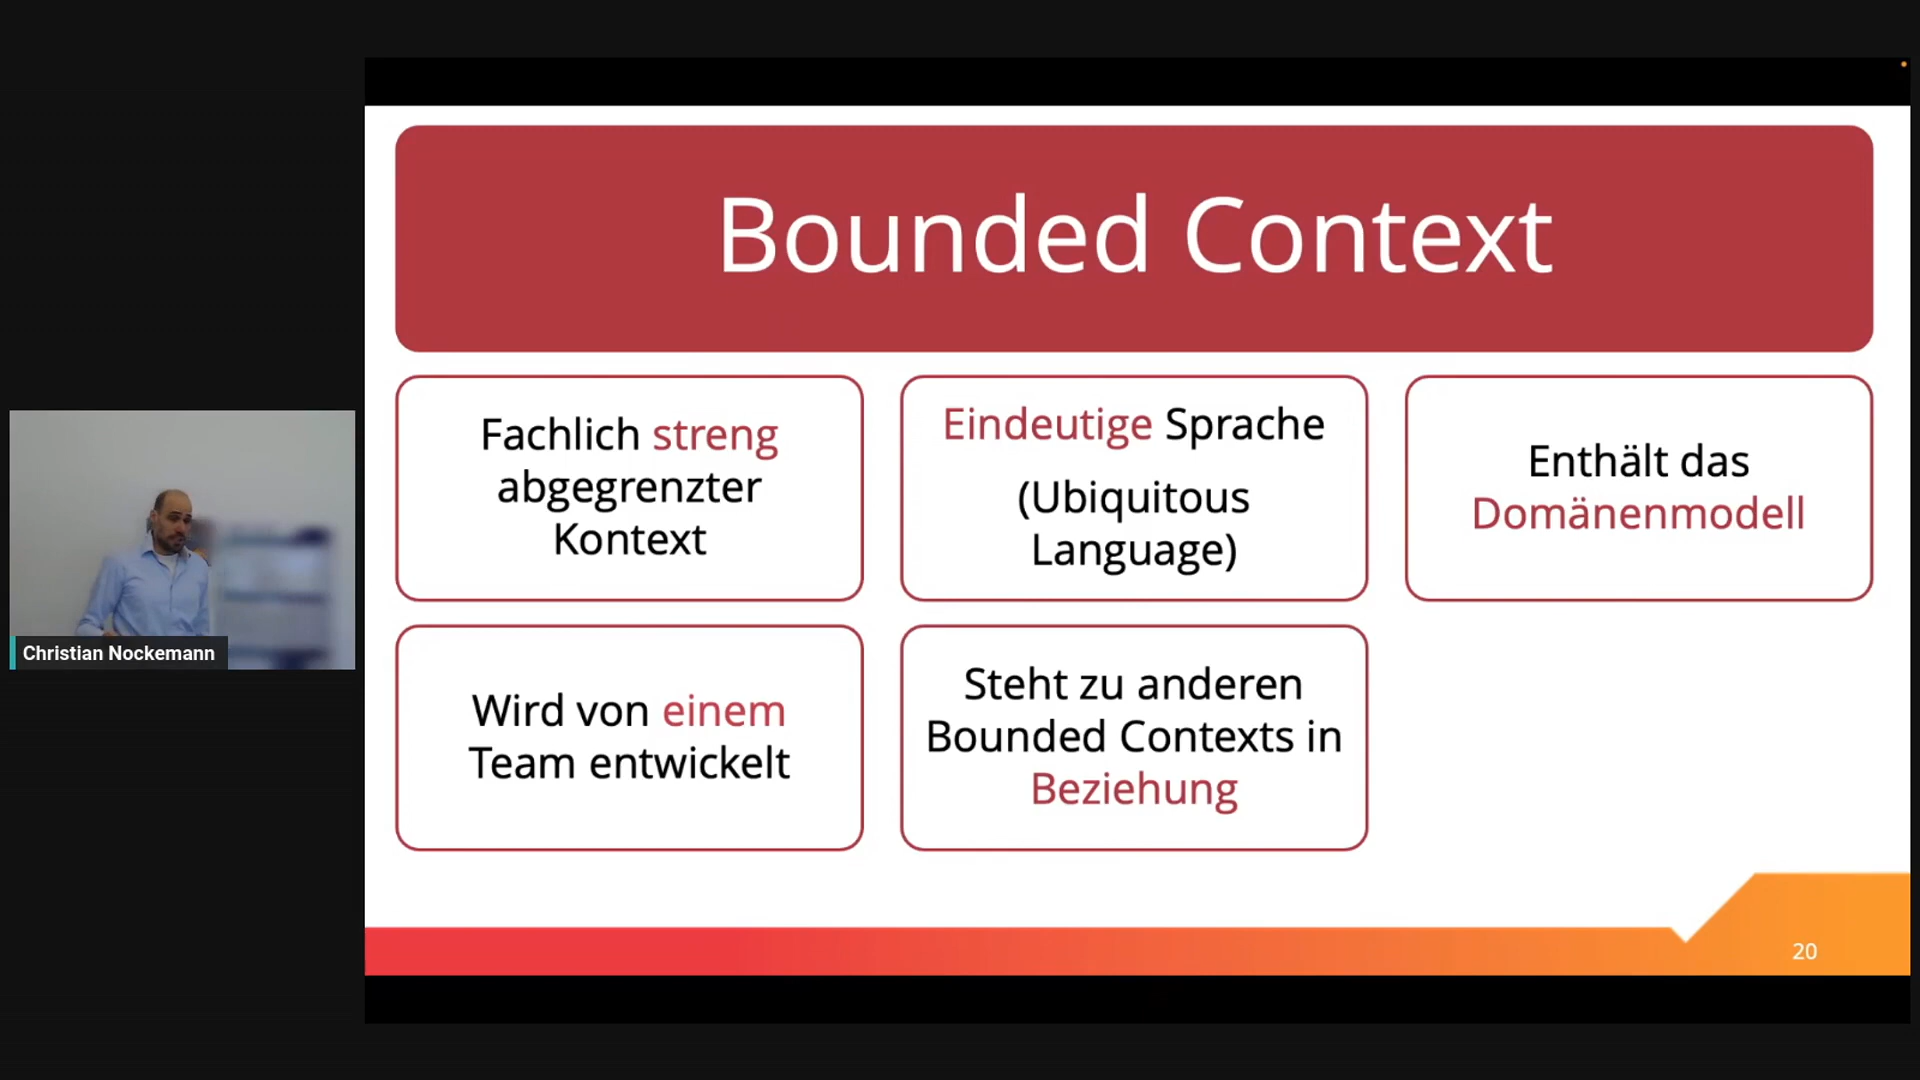 Bounded Context
Fachlich streng
abgegrenzter
Kontext
Eindeutige Sprache
(Ubiquitous
Language)
Enthält das
Domänenmodell
Wird von einem
Team entwickelt
Steht zu anderen
Bounded Contexts in
Beziehung
Christian Nockemann
20